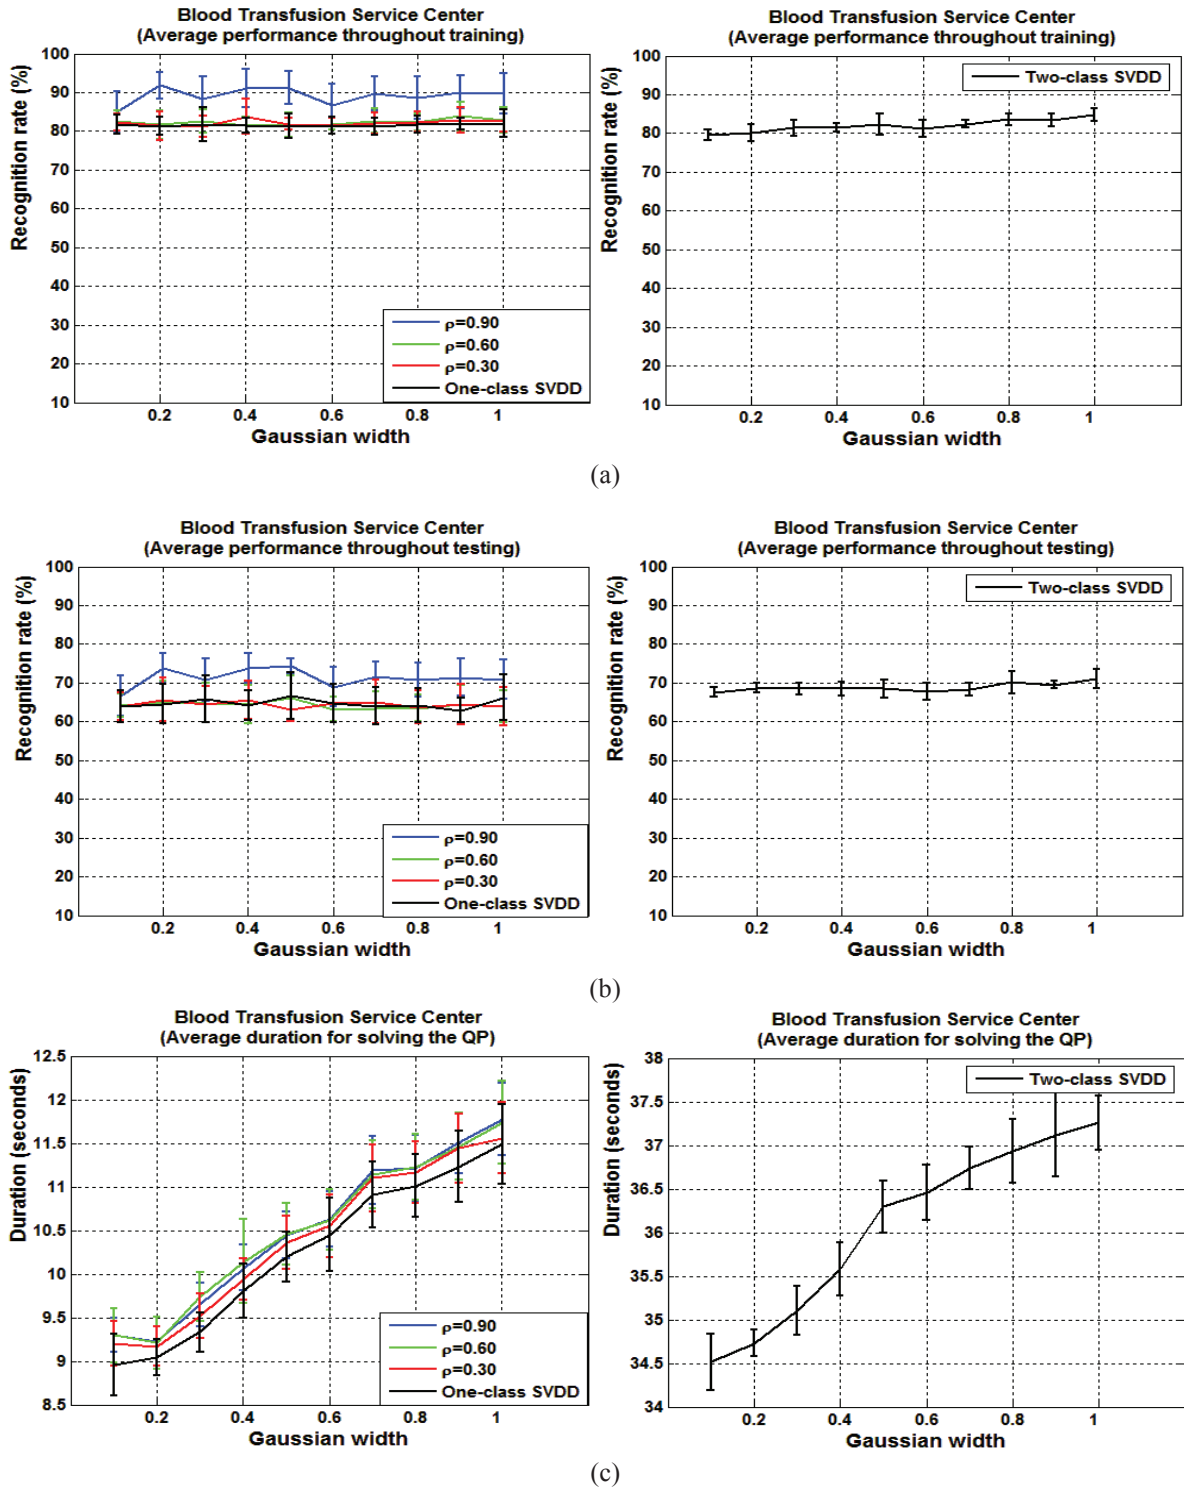 Blood Transfusion Service Center
(Average performance throughout training)
Recognition rate (%)
100
90
80
70
60
50
40
30
20
10
0.2
0.4
0.6
0.8
1
Gaussian width
ρ=0.90
ρ=0.60
ρ=0.30
One-class SVDD
Blood Transfusion Service Center
(Average performance throughout training)
Recognition rate (%)
100
90
80
70
60
50
40
30
20
10
0.2
0.4
0.6
0.8
1
Gaussian width
Two-class SVDD
(a)
Blood Transfusion Service Center
(Average performance throughout testing)
Recognition rate (%)
100
90
80
70
60
50
40
30
20
10
0.2
0.4
0.6
0.8
1
Gaussian width
ρ=0.90
ρ=0.60
ρ=0.30
One-class SVDD
Blood Transfusion Service Center
(Average performance throughout testing)
Recognition rate (%)
100
90
80
70
60
50
40
30
20
10
0.2
0.4
0.6
0.8
1
Gaussian width
Two-class SVDD
(b)
Blood Transfusion Service Center
(Average duration for solving the QP)
Duration (seconds)
12.5
12
11.5
11
10.5
10
9.5
9
8.5
0.2
0.4
0.6
0.8
1
Gaussian width
ρ=0.90
ρ=0.60
ρ=0.30
One-class SVDD
Blood Transfusion Service Center
(Average duration for solving the QP)
Duration (seconds)
38
37.5
37
36.5
36
35.5
35
34.5
34
0.2
0.4
0.6
0.8
1
Gaussian width
Two-class SVDD
(c)